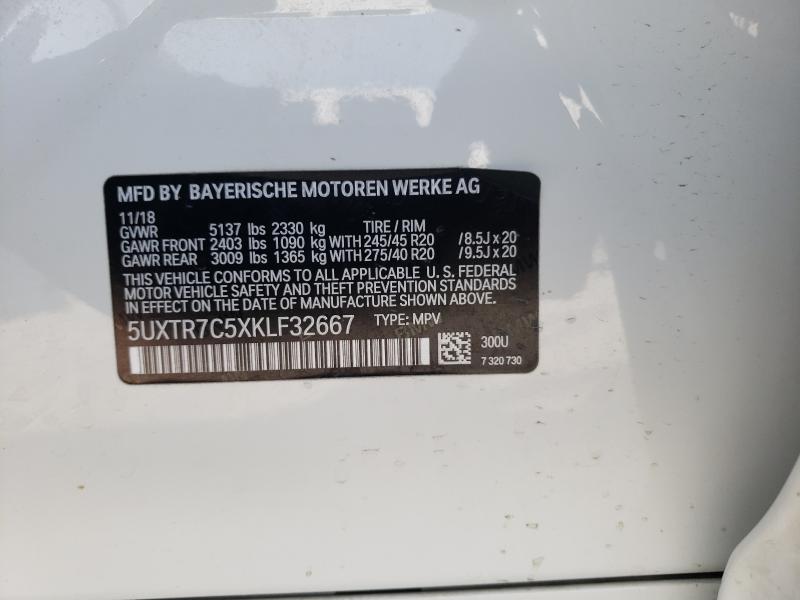 MFD BY BAYERISCHE MOTOREN WERKE AG
11/18
GVWR 5137 lbs 2330 kg TIRE / RIM
GAWR FRONT 2403 lbs 1090 kg WITH 245/45 R20 /8.5J x 20
GAWR REAR 3009 lbs 1365 kg WITH 275/40 R20 /9.5J x 20
THIS VEHICLE CONFORMS TO ALL APPLICABLE U. S. FEDERAL
MOTOR VEHICLE SAFETY AND THEFT PREVENTION STANDARDS
IN EFFECT ON THE DATE OF MANUFACTURE SHOWN ABOVE.
5UXTR7C5XKLF32667 TYPE: MPV
300U
7 320 730